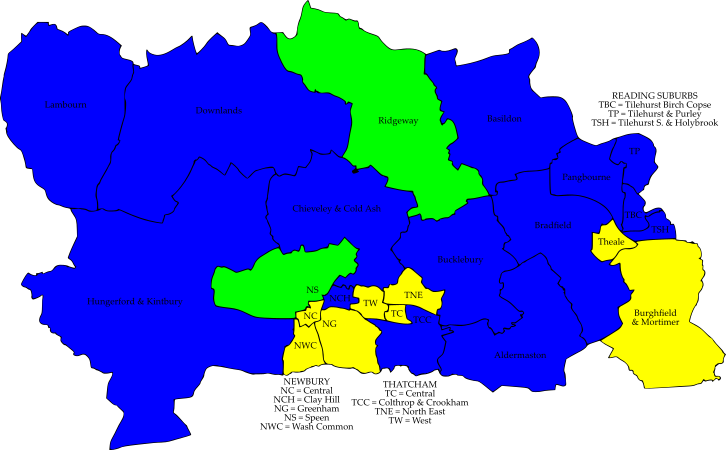 Lambourn
Downlands
Ridgeway
Basildon
READING SUBURBS
TBC = Tilehurst Birch Copse
TP = Tilehurst & Purley
TSH = Tilehurst S. & Holybrook
TP
Pangbourne
Chieveley & Cold Ash
TBC
Bradfield
TSH
Theale
Bucklebury
Hungerford & Kintbury
NS
NCH
TW
TNE
NC
NG
TC
TCC
Burghfield
& Mortimer
NWC
Aldermaston
NEWBURY
NC = Central
NCH = Clay Hill
NG = Greenham
NS = Speen
NWC = Wash Common
THATCHAM
TC = Central
TCC = Colthrop & Crookham
TNE = North East
TW = West